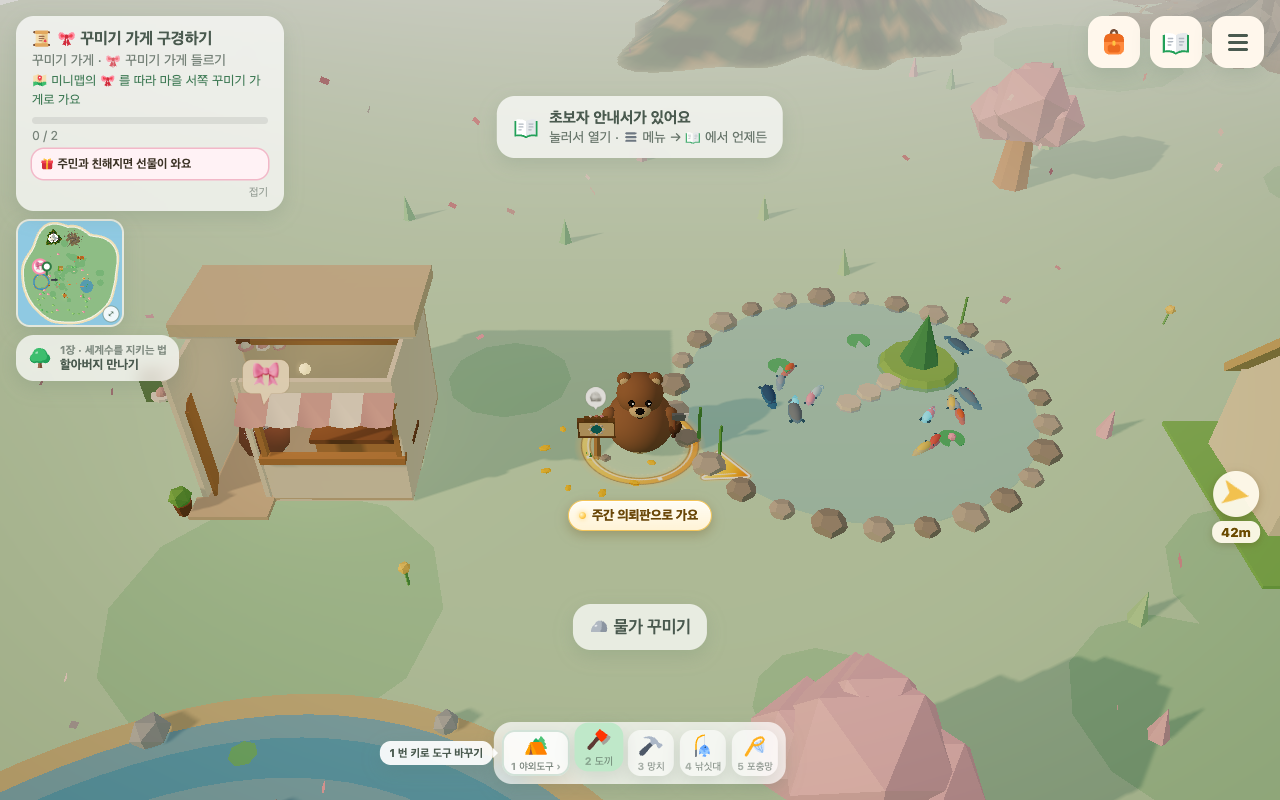 꾸미기 가게 구경하기
꾸미기 가게 · 꾸미기 가게 들르기
미니맵의 를 따라 마을 서쪽 꾸미기 가
게로 가요
0 / 2
주민과 친해지면 선물이 와요
접기
초보자 안내서가 있어요
눌러서 열기 · 메뉴 → 에서 언제든
1장 · 세계수를 지키는 법
할아버지 만나기
주간 의뢰판으로 가요
42m
물가 꾸미기
1 번 키로 도구 바꾸기
1 야외도구 ›
2 도끼
3 망치
4 낚싯대
5 포충망